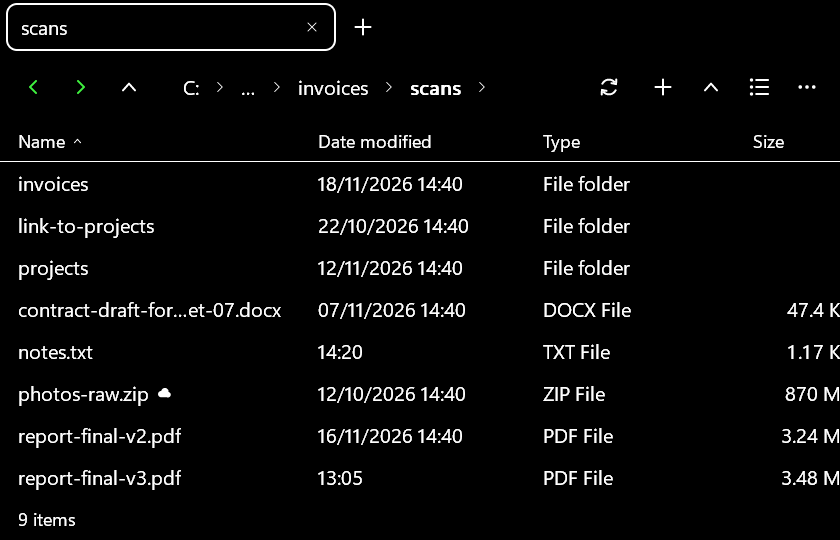 scans
C: ... invoices scans
Name Date modified Type Size
invoices 18/11/2026 14:40 File folder
link-to-projects 22/10/2026 14:40 File folder
projects 12/11/2026 14:40 File folder
contract-draft-for...et-07.docx 07/11/2026 14:40 DOCX File 47.4 K
notes.txt 14:20 TXT File 1.17 K
photos-raw.zip 12/10/2026 14:40 ZIP File 870 M
report-final-v2.pdf 16/11/2026 14:40 PDF File 3.24 M
report-final-v3.pdf 13:05 PDF File 3.48 M
9 items